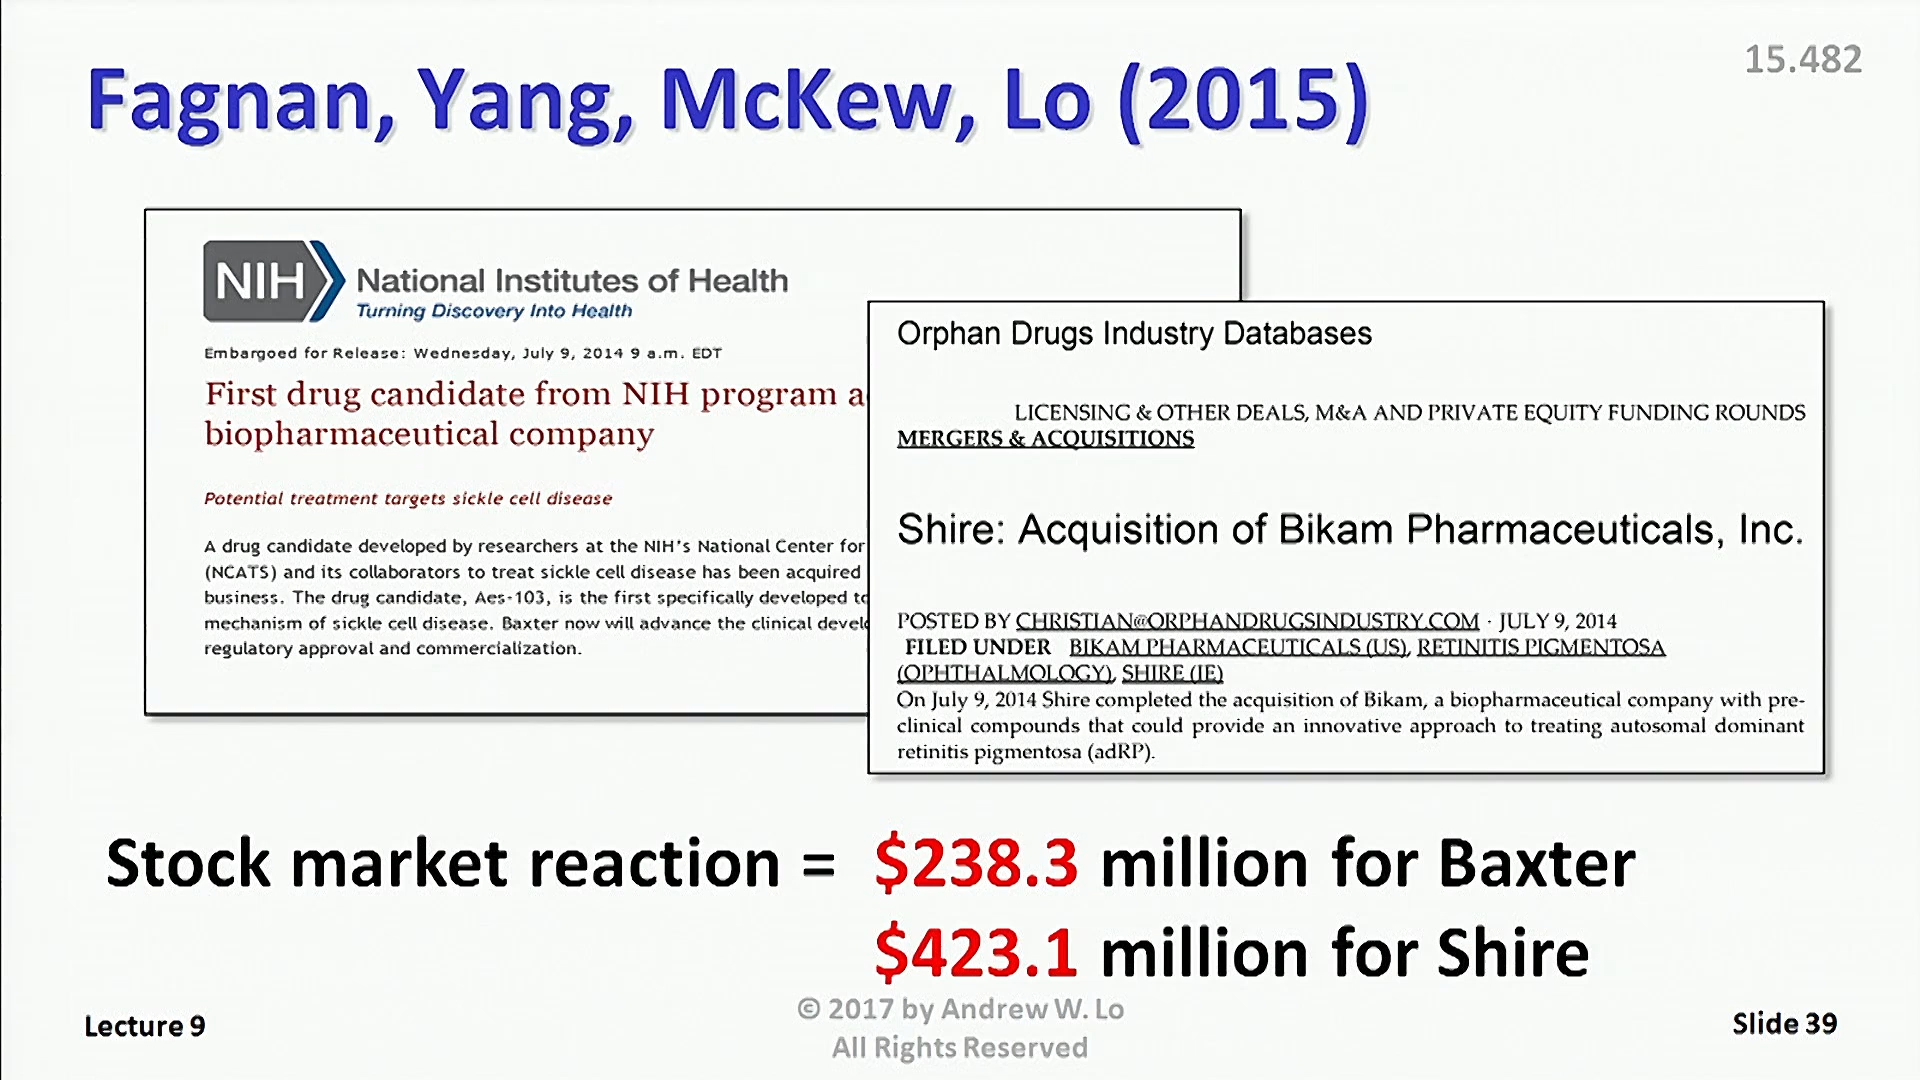 Fagnan, Yang, McKew, Lo (2015)
15.482
NIH National Institutes of Health
Turning Discovery Into Health
Embargoed for Release: Wednesday, July 9, 2014 9 a.m. EDT
First drug candidate from NIH program a
biopharmaceutical company
Potential treatment targets sickle cell disease
A drug candidate developed by researchers at the NIH's National Center for
(NCATS) and its collaborators to treat sickle cell disease has been acquired
business. The drug candidate, Aes-103, is the first specifically developed to
mechanism of sickle cell disease. Baxter now will advance the clinical devel
regulatory approval and commercialization.
Orphan Drugs Industry Databases
LICENSING & OTHER DEALS, M&A AND PRIVATE EQUITY FUNDING ROUNDS
MERGERS & ACQUISITIONS
Shire: Acquisition of Bikam Pharmaceuticals, Inc.
POSTED BY CHRISTIAN@ORPHANDRUGSINDUSTRY.COM · JULY 9, 2014
FILED UNDER BIKAM PHARMACEUTICALS (US), RETINITIS PIGMENTOSA
(OPHTHALMOLOGY), SHIRE (IE)
On July 9, 2014 Shire completed the acquisition of Bikam, a biopharmaceutical company with pre-
clinical compounds that could provide an innovative approach to treating autosomal dominant
retinitis pigmentosa (adRP).
Stock market reaction = $238.3 million for Baxter
$423.1 million for Shire
Lecture 9
© 2017 by Andrew W. Lo
All Rights Reserved
Slide 39